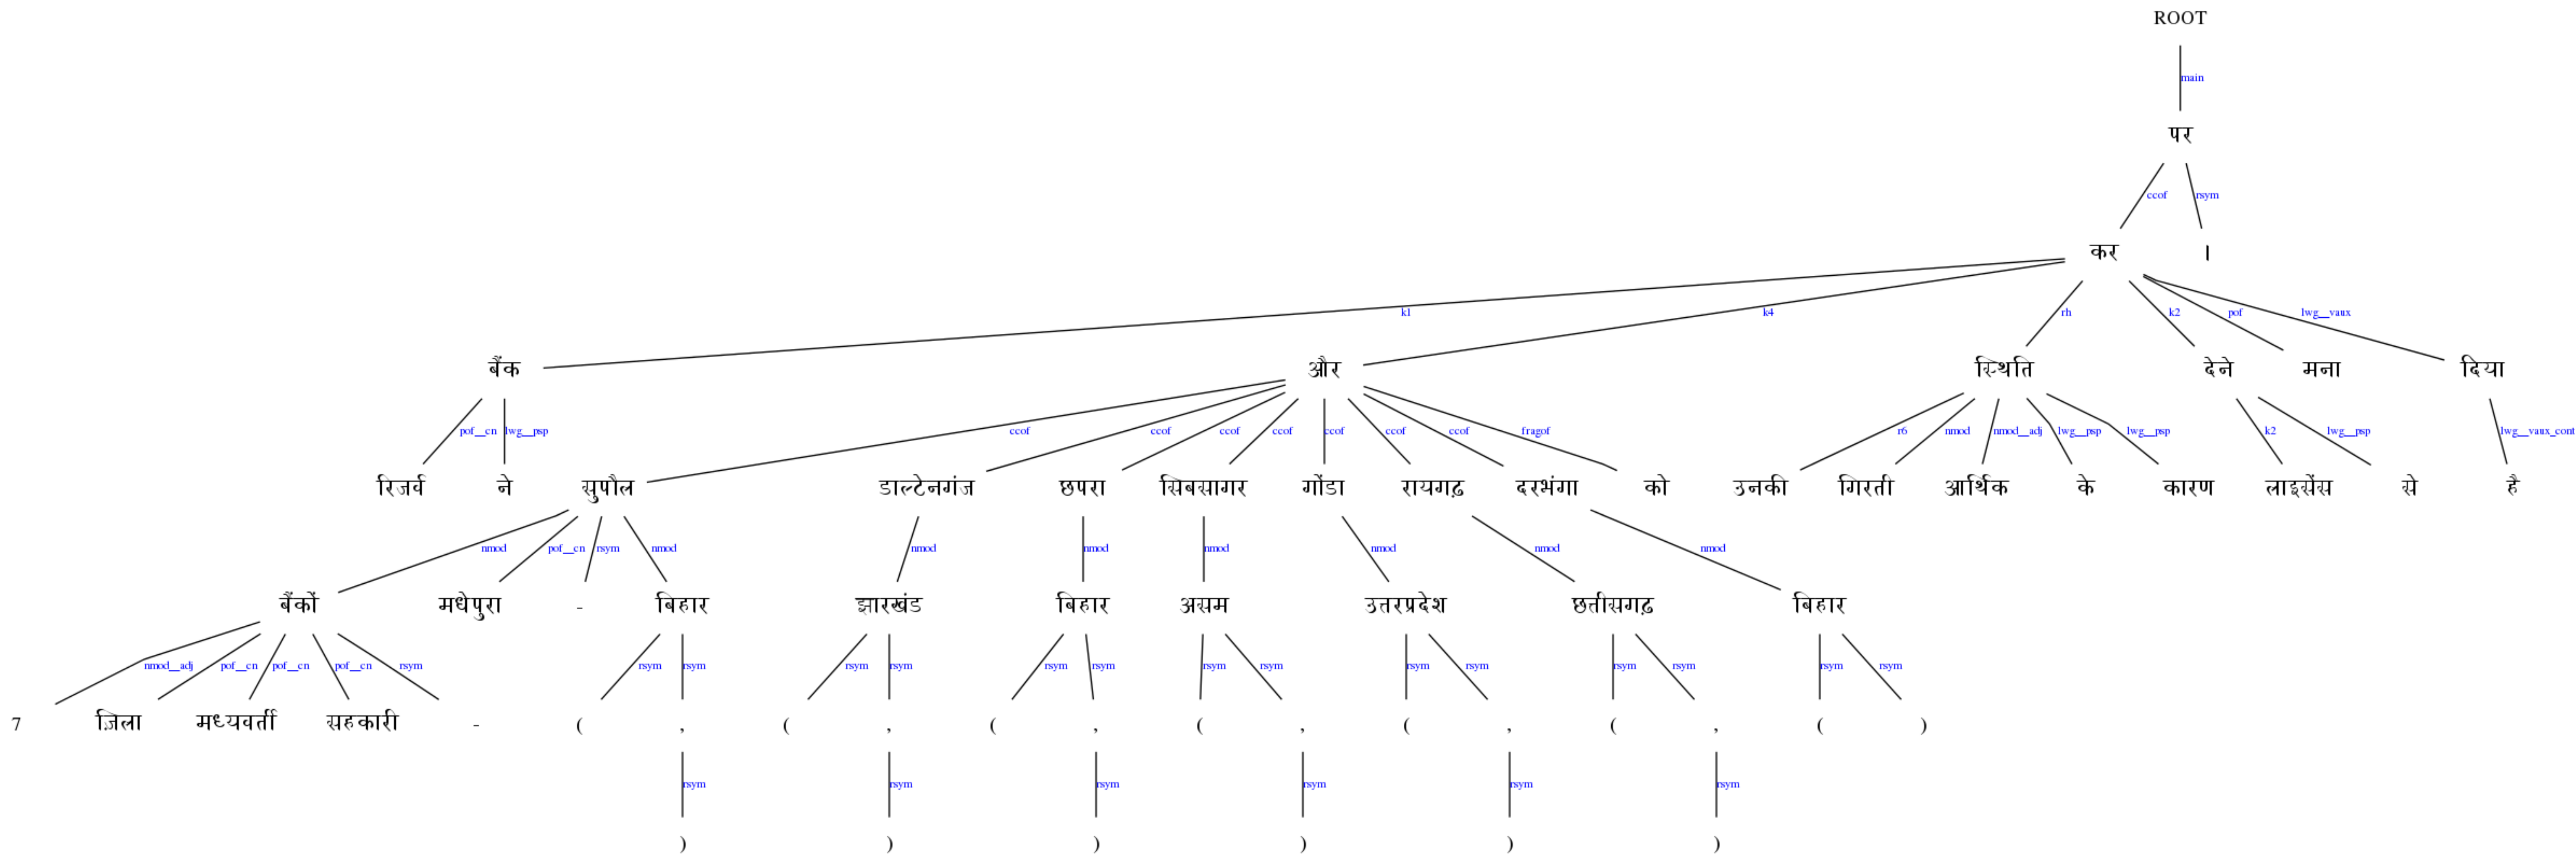 ROOT
main
पर
ccof rsym
कर ।
k1 k4 rh k2 pof lwg__vaux
बैंक और स्थिति देने मना दिया
pof__cn lwg__psp ccof ccof ccof ccof ccof ccof ccof fragof r6 nmod nmod__adj lwg__psp lwg__psp k2 lwg__psp lwg__vaux_cont
रिजर्व ने सुपौल डाल्टेनगंज छपरा सिबसागर गोंडा रायगढ़ दरभंगा को उनकी गिरती आर्थिक के कारण लाइसेंस से है
nmod pof__cn rsym nmod nmod nmod nmod nmod nmod nmod
बैंकों मधेपुरा - बिहार झारखंड बिहार असम उत्तरप्रदेश छत्तीसगढ़ बिहार
nmod__adj pof__cn pof__cn pof__cn rsym rsym rsym rsym rsym rsym rsym rsym rsym rsym rsym rsym rsym rsym rsym
7 ज़िला मध्यवर्ती सहकारी - ( , ( , ( , ( , ( , ( , ( )
rsym rsym rsym rsym rsym rsym
) ) ) ) ) )